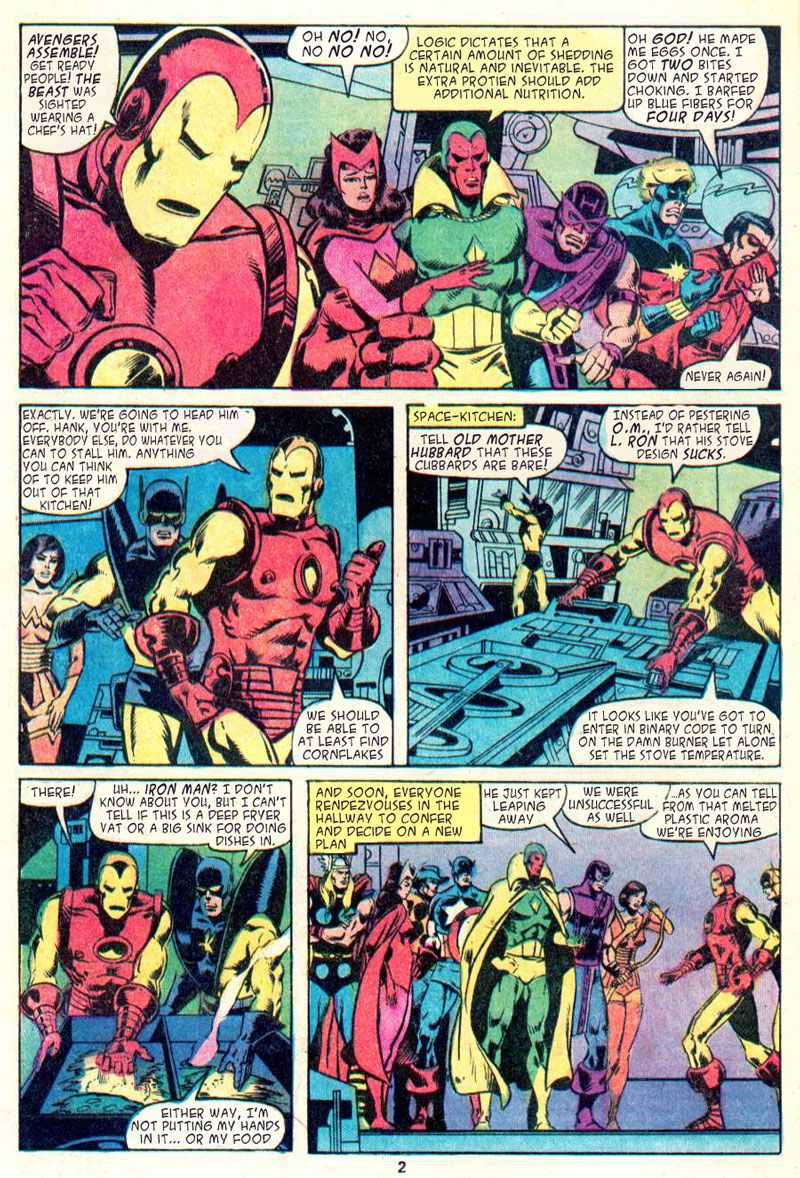 AVENGERS
ASSEMBLE!
GET READY
PEOPLE! THE
BEAST WAS
SIGHTED
WEARING A
CHEF'S HAT!
OH NO! NO,
NO NO NO!
LOGIC DICTATES THAT A
CERTAIN AMOUNT OF SHEDDING
IS NATURAL AND INEVITABLE. THE
EXTRA PROTIEN SHOULD ADD
ADDITIONAL NUTRITION.
OH GOD! HE MADE
ME EGGS ONCE. I
GOT TWO BITES
DOWN AND STARTED
CHOKING. I BARFED
UP BLUE FIBERS FOR
FOUR DAYS!
NEVER AGAIN!
EXACTLY. WE'RE GOING TO HEAD HIM
OFF. HANK, YOU'RE WITH ME.
EVERYBODY ELSE, DO WHATEVER YOU
CAN TO STALL HIM. ANYTHING
YOU CAN THINK
OF TO KEEP HIM
OUT OF THAT
KITCHEN!
WE SHOULD
BE ABLE TO
AT LEAST FIND
CORNFLAKES
SPACE-KITCHEN:
TELL OLD MOTHER
HUBBARD THAT THESE
CUBBARDS ARE BARE!
INSTEAD OF PESTERING
O.M., I'D RATHER TELL
L. RON THAT HIS STOVE
DESIGN SUCKS.
IT LOOKS LIKE YOU'VE GOT TO
ENTER IN BINARY CODE TO TURN
ON THE DAMN BURNER LET ALONE
SET THE STOVE TEMPERATURE.
THERE!
UH... IRON MAN? I DON'T
KNOW ABOUT YOU, BUT I CAN'T
TELL IF THIS IS A DEEP FRYER
VAT OR A BIG SINK FOR DOING
DISHES IN.
EITHER WAY, I'M
NOT PUTTING MY HANDS
IN IT... OR MY FOOD
AND SOON, EVERYONE
RENDEZVOUSES IN THE
HALLWAY TO CONFER
AND DECIDE ON A NEW
PLAN
HE JUST KEPT
LEAPING
AWAY
WE WERE
UNSUCCESSFUL
AS WELL
...AS YOU CAN TELL
FROM THAT MELTED
PLASTIC AROMA
WE'RE ENJOYING
2